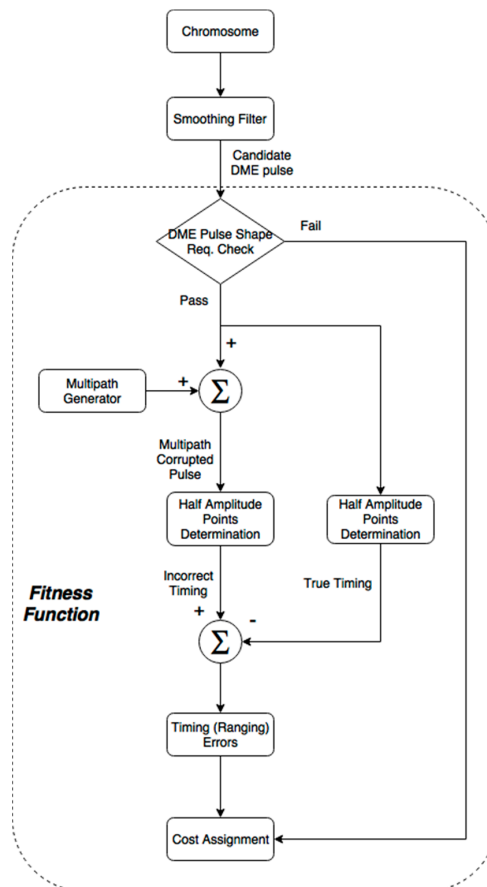 Chromosome
Smoothing Filter
Candidate
DME pulse
DME Pulse Shape
Req. Check
Fail
Pass
+
Multipath
Generator
+
Σ
Multipath
Corrupted
Pulse
Half Amplitude
Points
Determination
Half Amplitude
Points
Determination
Incorrect
Timing
True Timing
Fitness
Function
+
-
Σ
Timing (Ranging)
Errors
Cost Assignment